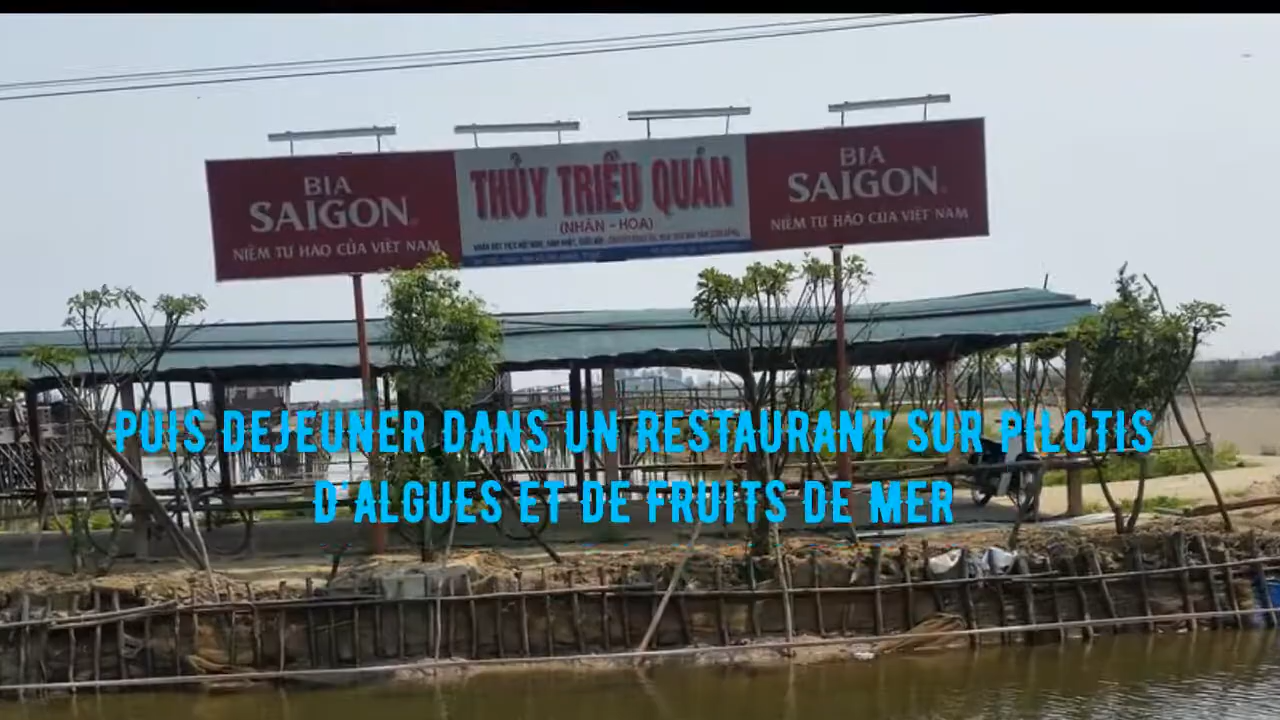 BIA
SAIGON
NIỀM TỰ HÀO CỦA VIỆT NAM
THỦY TRIỀU QUÁN
(NHÂN - HOA)
BIA
SAIGON
NIỀM TỰ HÀO CỦA VIỆT NAM
PUIS DEJEUNER DANS UN RESTAURANT SUR PILOTIS
D'ALGUES ET DE FRUITS DE MER